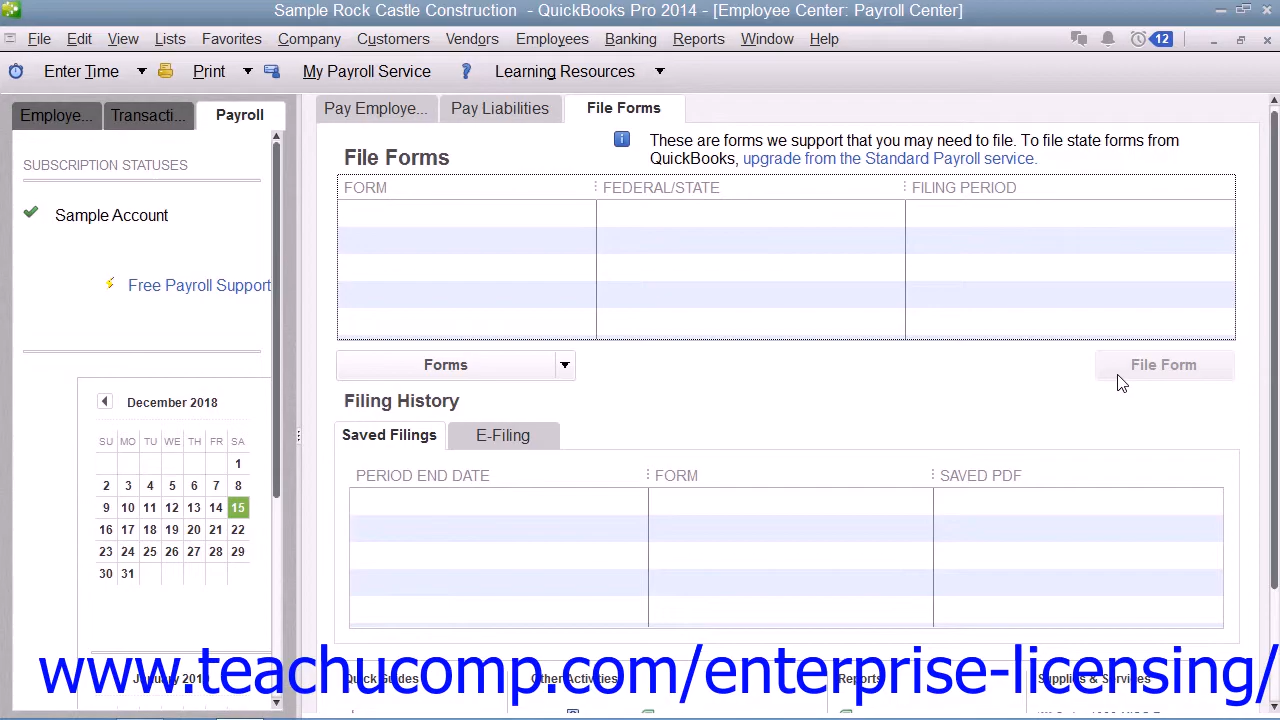 Sample Rock Castle Construction - QuickBooks Pro 2014 - [Employee Center: Payroll Center]
File Edit View Lists Favorites Company Customers Vendors Employees Banking Reports Window Help 12
Enter Time Print My Payroll Service ? Learning Resources
Employe... Transacti... Payroll
Pay Employe... Pay Liabilities File Forms
SUBSCRIPTION STATUSES
Sample Account
Free Payroll Support
December 2018
SU MO TU WE TH FR SA
1
2 3 4 5 6 7 8
9 10 11 12 13 14 15
16 17 18 19 20 21 22
23 24 25 26 27 28 29
30 31
File Forms
These are forms we support that you may need to file. To file state forms from
QuickBooks, upgrade from the Standard Payroll service.
FORM FEDERAL/STATE FILING PERIOD
Forms File Form
Filing History
Saved Filings E-Filing
PERIOD END DATE FORM SAVED PDF
www.teachucomp.com/enterprise-licensing/
Quick Guides Other Activities Reports Supplies & Services